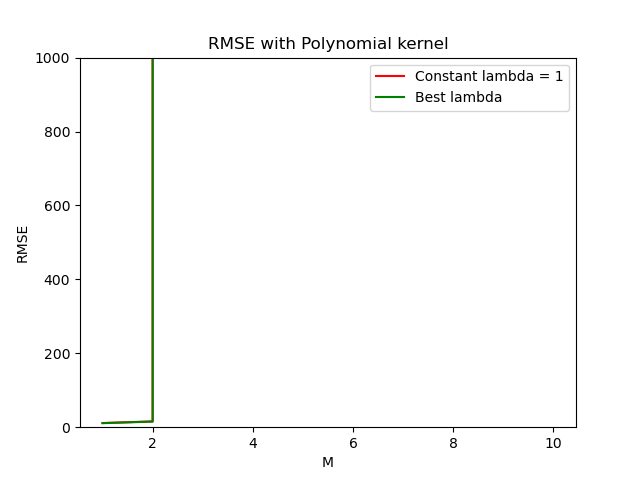 RMSE with Polynomial kernel
Constant lambda = 1
Best lambda
RMSE
1000
800
600
400
200
0
2
4
6
8
10
M